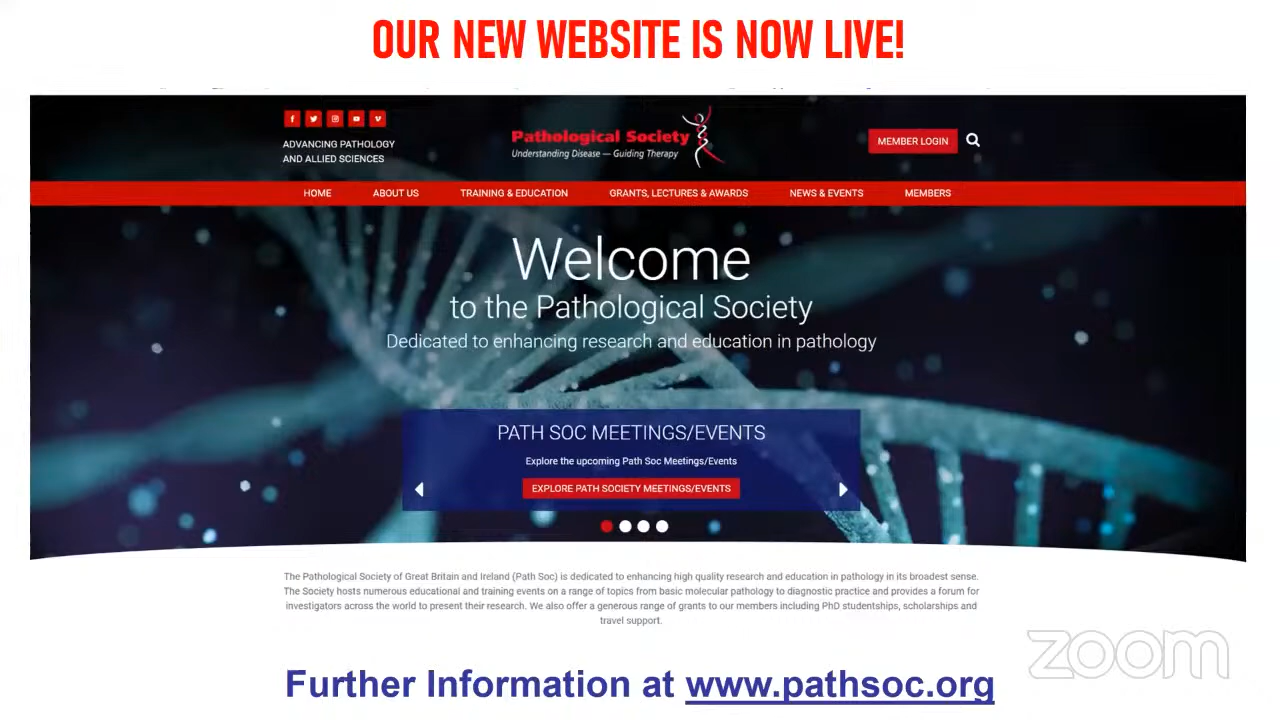 OUR NEW WEBSITE IS NOW LIVE!
ADVANCING PATHOLOGY
AND ALLIED SCIENCES
Pathological Society
Understanding Disease — Guiding Therapy
MEMBER LOGIN
HOME ABOUT US TRAINING & EDUCATION GRANTS, LECTURES & AWARDS NEWS & EVENTS MEMBERS
Welcome
to the Pathological Society
Dedicated to enhancing research and education in pathology
PATH SOC MEETINGS/EVENTS
Explore the upcoming Path Soc Meetings/Events
EXPLORE PATH SOCIETY MEETINGS/EVENTS
The Pathological Society of Great Britain and Ireland (Path Soc) is dedicated to enhancing high quality research and education in pathology in its broadest sense.
The Society hosts numerous educational and training events on a range of topics from basic molecular pathology to diagnostic practice and provides a forum for
investigators across the world to present their research. We also offer a generous range of grants to our members including PhD studentships, scholarships and
travel support.
zoom
Further Information at www.pathsoc.org